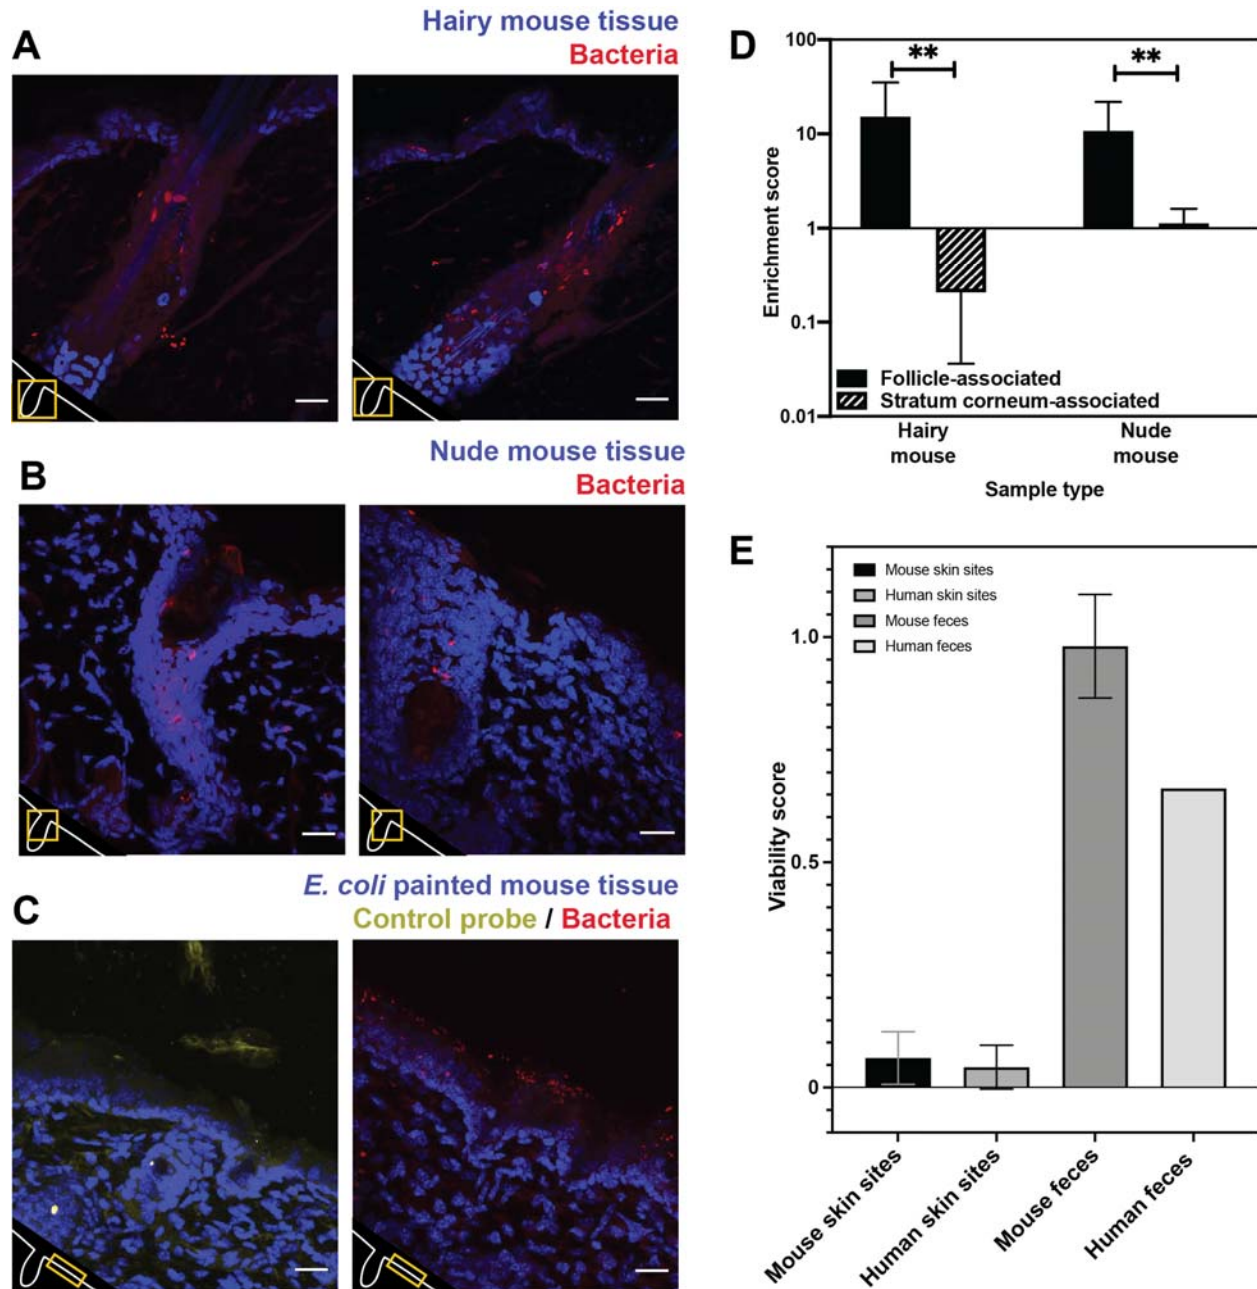 A
Hairy mouse tissue
Bacteria
B
Nude mouse tissue
Bacteria
C
E. coli painted mouse tissue
Control probe / Bacteria
D
100
10
1
0.1
0.01
Enrichment score
**
**
Follicle-associated
Stratum corneum-associated
Hairy
mouse
Nude
mouse
Sample type
E
Mouse skin sites
Human skin sites
Mouse feces
Human feces
1.0
0.5
0
Viability score
Mouse skin sites
Human skin sites
Mouse feces
Human feces